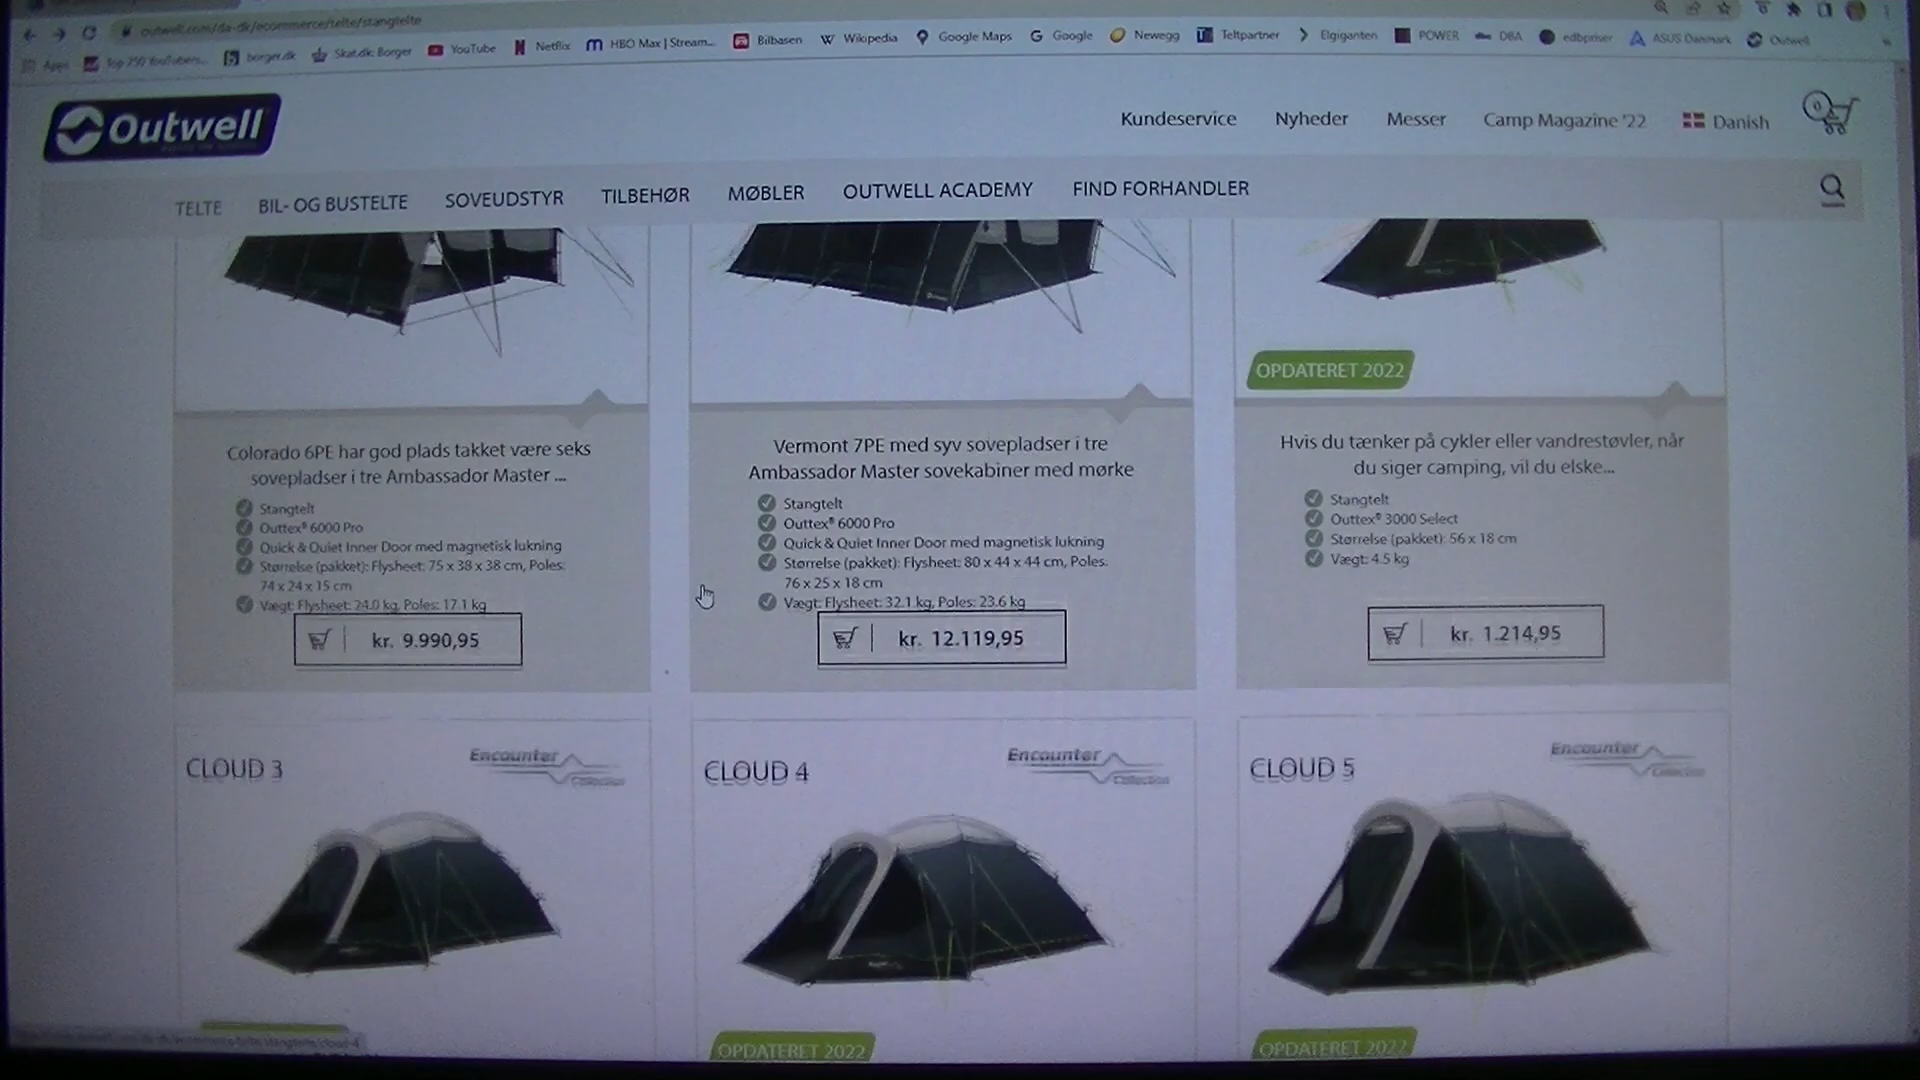 outwell.com/da-dk/ecommerce/telte/stangtelte
Apps
Top 250 YouTubers...
borger.dk
Skat.dk: Borger
YouTube
Netflix
HBO Max | Stream...
Bilbasen
Wikipedia
Google Maps
Google
Newegg
Teltpartner
Elgiganten
POWER
DBA
edbpriser
ASUS Danmark
Outwell
Outwell
Kundeservice
Nyheder
Messer
Camp Magazine '22
Danish
0
TELTE
BIL- OG BUSTELTE
SOVEUDSTYR
TILBEHØR
MØBLER
OUTWELL ACADEMY
FIND FORHANDLER
Colorado 6PE har god plads takket være seks
sovepladser i tre Ambassador Master ...
Stangtelt
Outtex® 6000 Pro
Quick & Quiet Inner Door med magnetisk lukning
Størrelse (pakket): Flysheet: 75 x 38 x 38 cm, Poles:
74 x 24 x 15 cm
Vægt: Flysheet: 24.0 kg, Poles: 17.1 kg
kr. 9.990,95
Vermont 7PE med syv sovepladser i tre
Ambassador Master sovekabiner med mørke
Stangtelt
Outtex® 6000 Pro
Quick & Quiet Inner Door med magnetisk lukning
Størrelse (pakket): Flysheet: 80 x 44 x 44 cm, Poles:
76 x 25 x 18 cm
Vægt: Flysheet: 32.1 kg, Poles: 23.6 kg
kr. 12.119,95
OPDATERET 2022
Hvis du tænker på cykler eller vandrestøvler, når
du siger camping, vil du elske...
Stangtelt
Outtex® 3000 Select
Størrelse (pakket): 56 x 18 cm
Vægt: 4.5 kg
kr. 1.214,95
CLOUD 3
Encounter
Collection
CLOUD 4
Encounter
Collection
OPDATERET 2022
CLOUD 5
Encounter
Collection
OPDATERET 2022